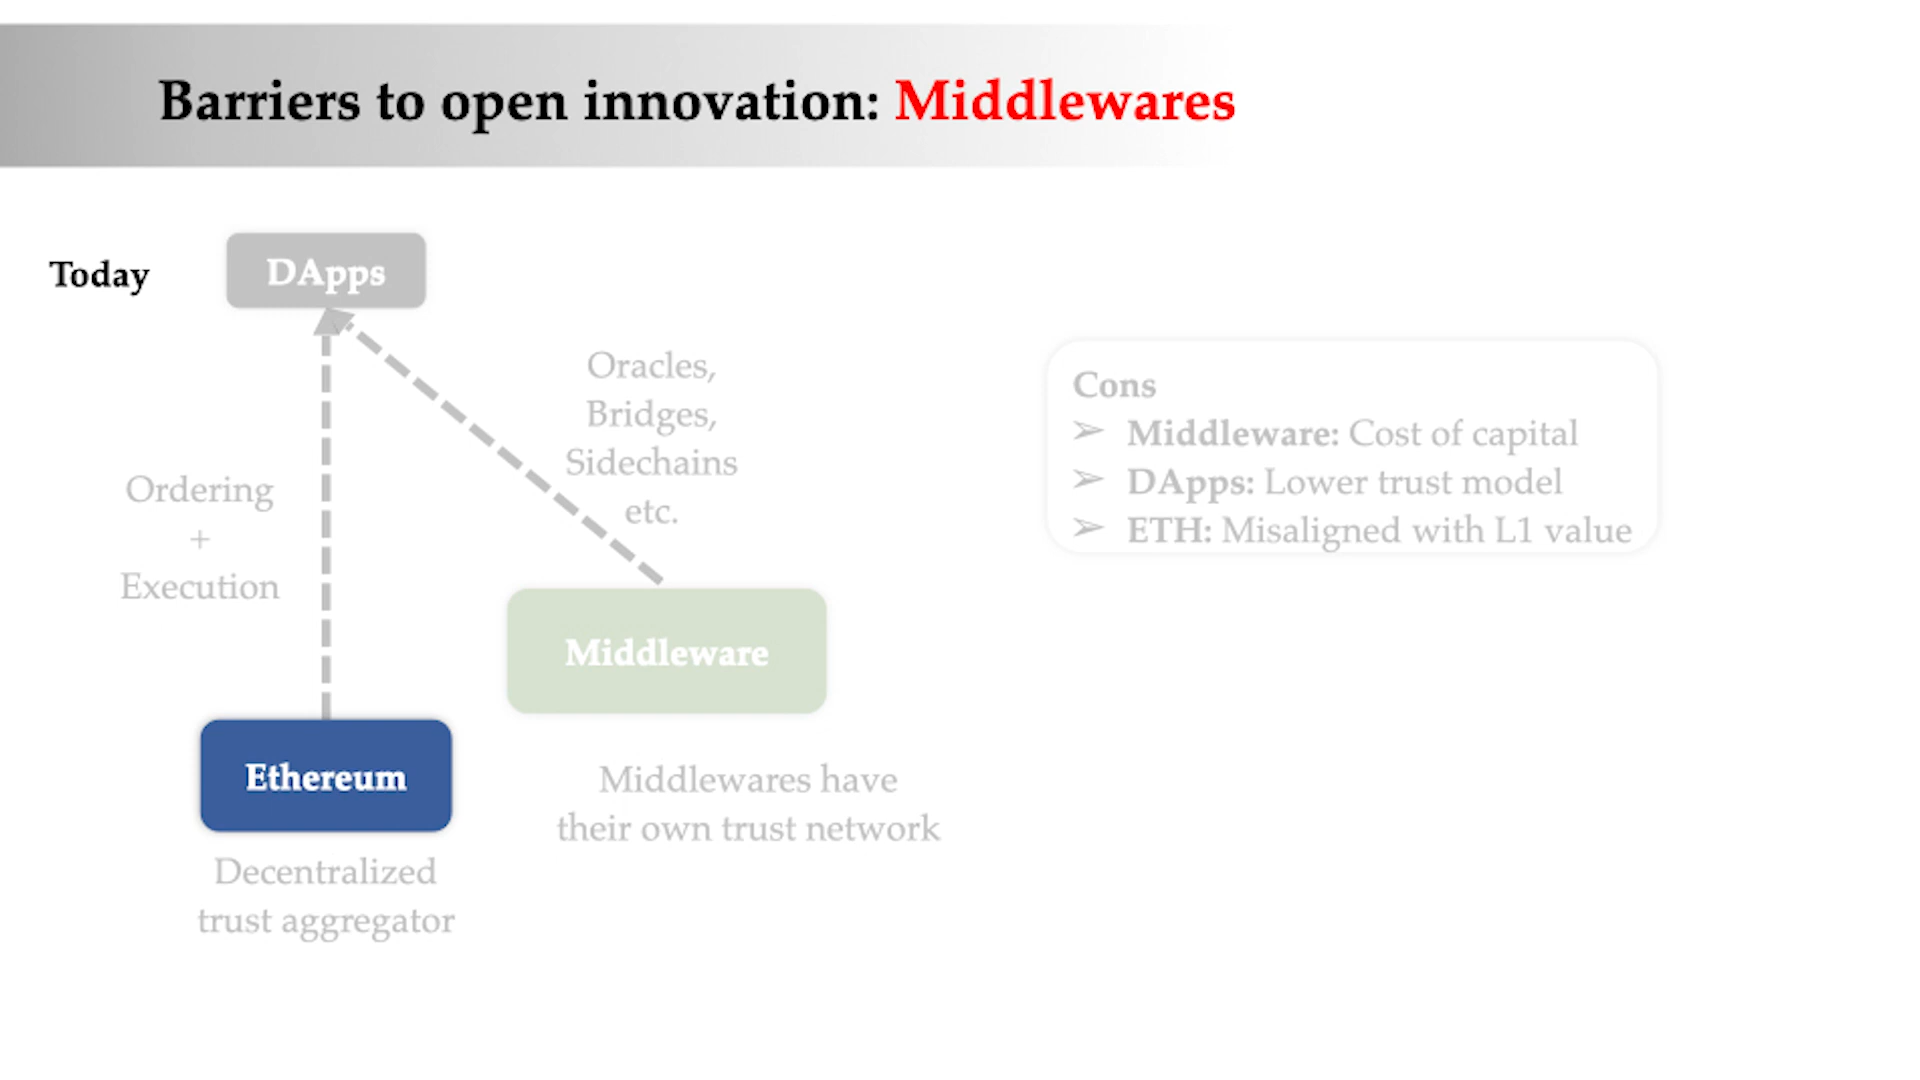 Barriers to open innovation: Middlewares
Today
DApps
Oracles,
Bridges,
Sidechains
etc.
Ordering
+
Execution
Middleware
Ethereum
Middlewares have
their own trust network
Decentralized
trust aggregator
Cons
➢ Middleware: Cost of capital
➢ DApps: Lower trust model
➢ ETH: Misaligned with L1 value